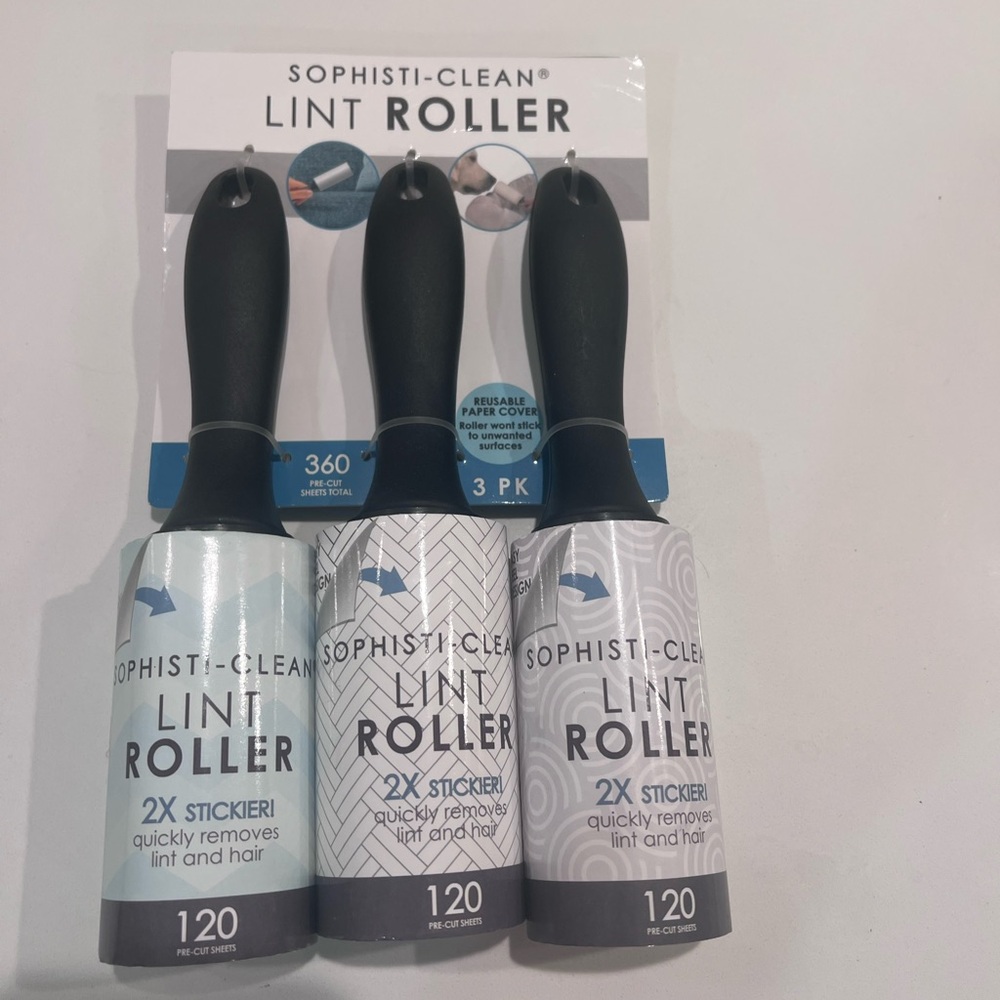 SOPHISTI-CLEAN®
LINT ROLLER
REUSABLE
PAPER COVER
Roller wont stick
to unwanted
surfaces
360
PRE-CUT
SHEETS TOTAL
3 PK
SOPHISTI-CLEAN
LINT
ROLLER
2X STICKIER!
quickly removes
lint and hair
120
PRE-CUT SHEETS
SOPHISTI-CLEA
LINT
ROLLER
2X STICKIER!
quickly removes
lint and hair
120
PRE-CUT SHEETS
SOPHISTI-CLEA
LINT
ROLLER
2X STICKIER!
quickly removes
lint and hair
120
PRE-CUT SHEETS